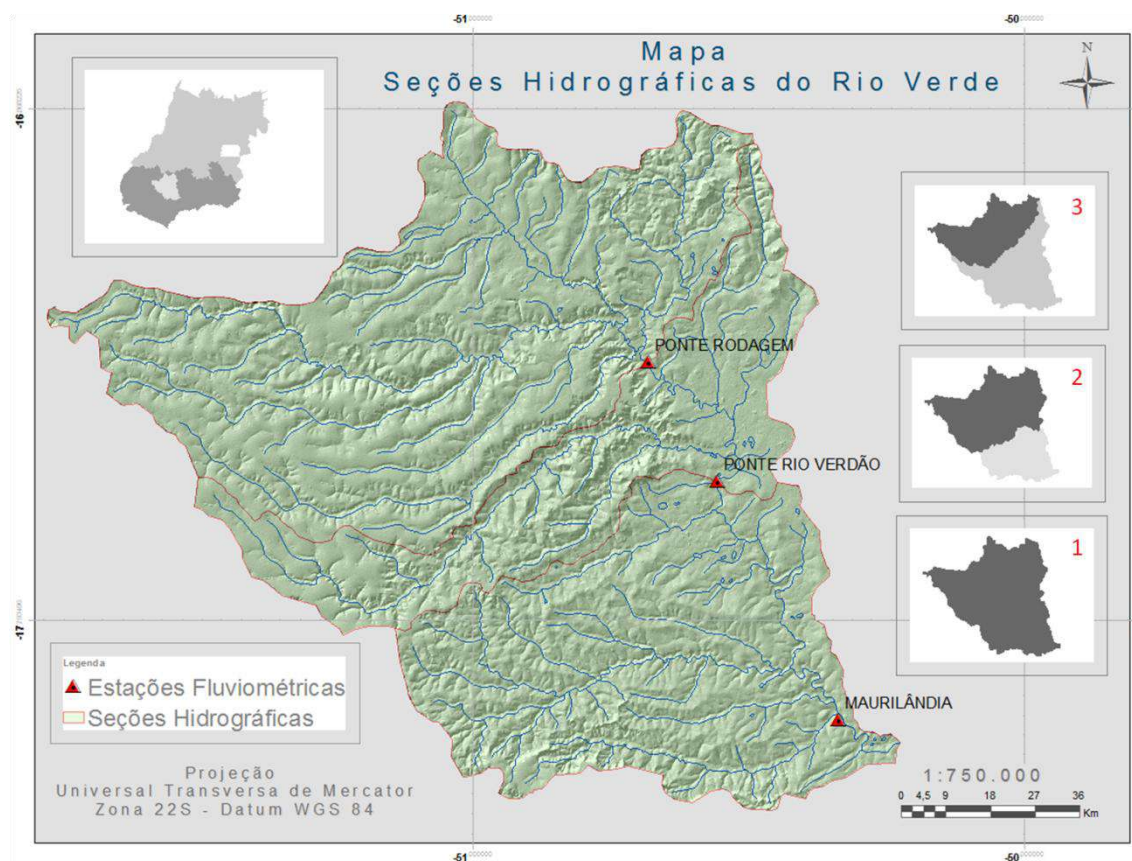 -51
-50
Mapa
Seções Hidrográficas do Rio Verde
N
-16
3
PONTE RODAGEM
2
PONTE RIO VERDÃO
1
-17
Legenda
Estações Fluviométricas
Seções Hidrográficas
MAURILÂNDIA
Projeção
Universal Transversa de Mercator
Zona 22S - Datum WGS 84
1:750.000
0 4,5 9 18 27 36
Km
-51
-50